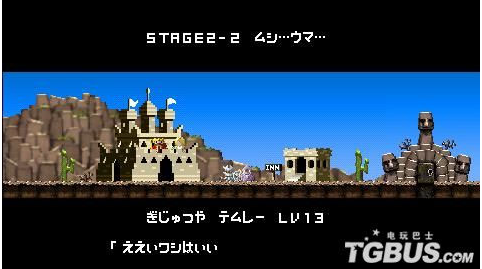 STAGE2-2 ムシ…ウマ…
INN
ぎじゅつや テムレー LV13
「ええいワシはいい
电玩巴士
TGBUS.com